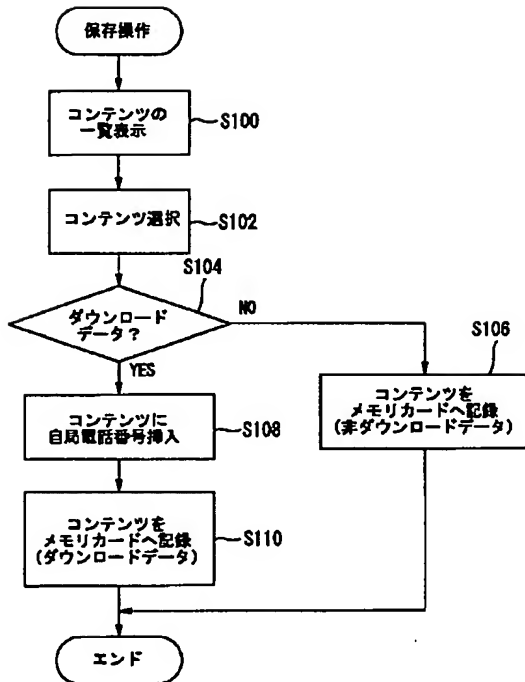 保存操作
コンテンツの
一覧表示
S100
コンテンツ選択
S102
S104
ダウンロード
データ?
NO
YES
S106
コンテンツを
メモリカードへ記録
(非ダウンロードデータ)
コンテンツに
自局電話番号挿入
S108
コンテンツを
メモリカードへ記録
(ダウンロードデータ)
S110
エンド